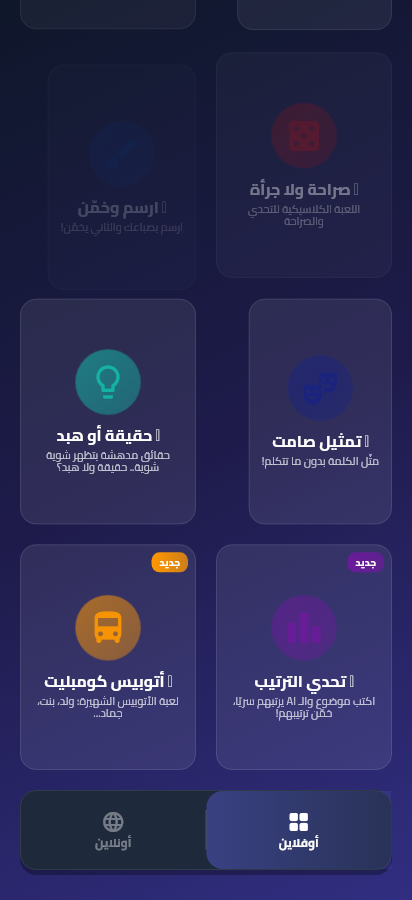 صراحة ولا جرأة
اللعبة الكلاسيكية للتحدي
والصراحة
ارسم وخمّن
ارسم بصباعك والتاني يخمّن!
تمثيل صامت
مثّل الكلمة بدون ما تتكلم!
حقيقة أو هبد
حقائق مدهشة بتظهر شوية
شوية.. حقيقة ولا هبد؟
جديد
تحدي الترتيب
اكتب موضوع والـ AI يرتبهم سريًا،
خمّن ترتيبهم!
جديد
أتوبيس كومبليت
لعبة الأتوبيس الشهيرة: ولد، بنت،
جماد...
أوفلاين
أونلاين